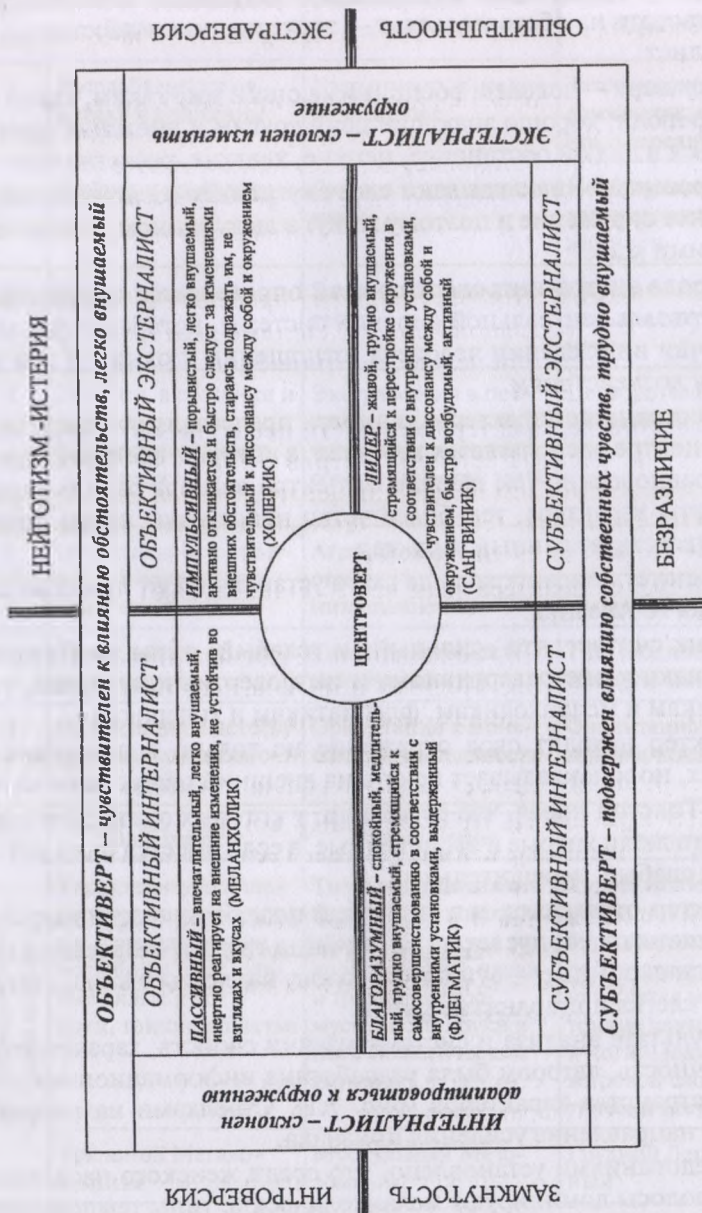 НЕЙРОТИЗМ-ИСТЕРИЯ
ОБЪЕКТИВЕРТ – чувствителен к влиянию обстоятельств, легко внушаемый
ОБЪЕКТИВНЫЙ ИНТЕРНАЛИСТ
ПАССИВНЫЙ – впечатлительный, легко внушаемый,
инертно реагирует на внешние изменения, не устойчив во
взглядах и вкусах) (МЕЛАНХОЛИК)
ОБЪЕКТИВНЫЙ ЭКСТЕРНАЛИСТ
ИМПУЛЬСИВНЫЙ – порывистый, легко внушаемый,
активно откликается и быстро следует за изменениями
внешних обстоятельств, стараясь подражать им, не
чувствительный к диссонансу между собой и окружением
(ХОЛЕРИК)
ЦЕНТРОВЕРТ
БЛАГОРАЗУМНЫЙ – спокойный, медитатель-
ный, трудно внушаемый, стремящийся к
самосовершенствованию в соответствии с
внутренними установками, выдержан
(ФЛЕГМАТИК)
ЛИДЕР – живой, трудно внушаемый,
стремящийся к перестройке окружения в
соответствии с внутренними установками,
чувствителен к диссонансу между собой и
окружением, быстро возбудимый, активный
(САНГВИНИК)
СУБЪЕКТИВНЫЙ ИНТЕРНАЛИСТ
СУБЪЕКТИВНЫЙ ЭКСТЕРНАЛИСТ
СУБЪЕКТИВЕРТ – подвержен влиянию собственных чувств, трудно внушаемый
БЕЗРАЗЛИЧИЕ
ИНТРОВЕРСИЯ
ЗАМКНУТОСТЬ
ИНТЕРНАЛИСТ – склонен
адаптироваться к окружению
ЭКСТЕРНАЛИСТ – склонен изменять
окружение
ЭКСТРАВЕРСИЯ
ОБЩИТЕЛЬНОСТЬ